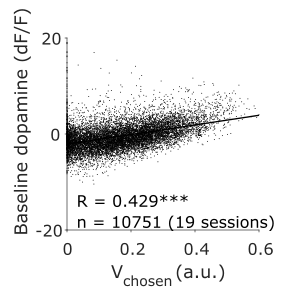 Baseline dopamine (dF/F)
20
0
-20
R = 0.429***
n = 10751 (19 sessions)
0 0.2 0.4 0.6
Vchosen (a.u.)